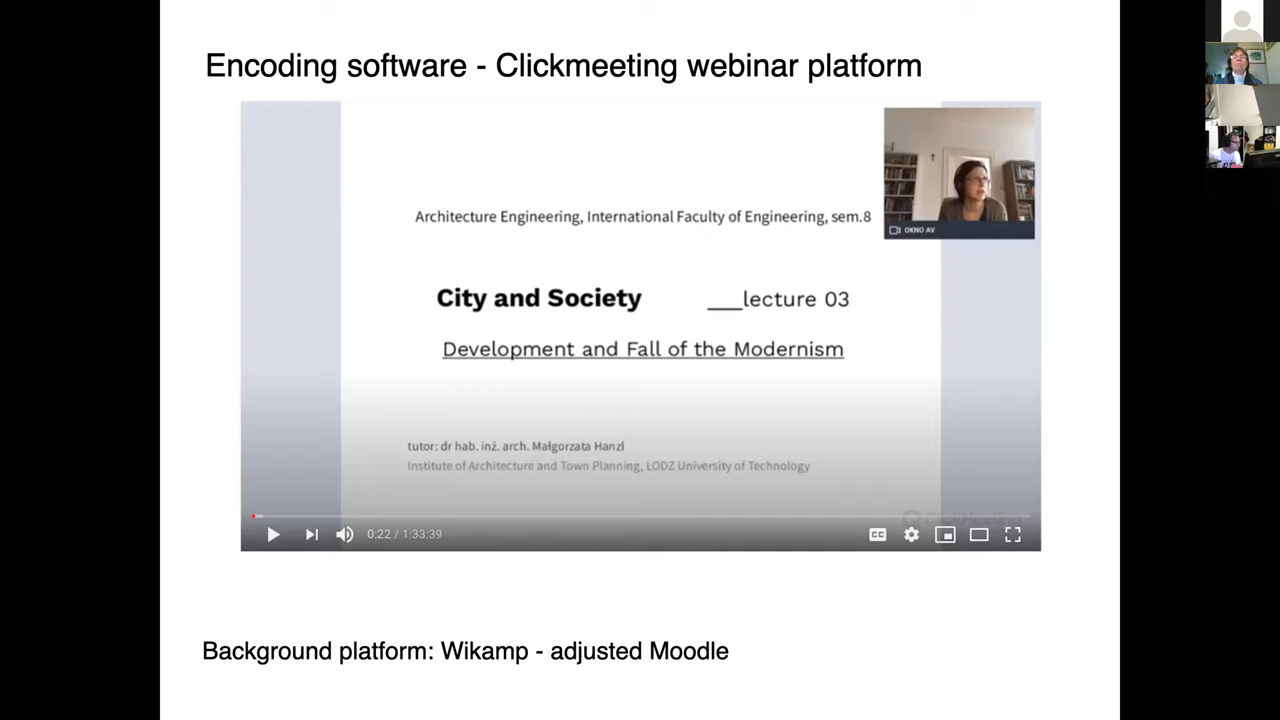 Encoding software - Clickmeeting webinar platform
OKNO AV
Architecture Engineering, International Faculty of Engineering, sem.8
City and Society ___lecture 03
Development and Fall of the Modernism
tutor: dr hab. inż. arch. Małgorzata Hanzl
Institute of Architecture and Town Planning, LODZ University of Technology
0:22 / 1:33:39
CC
Background platform: Wikamp - adjusted Moodle